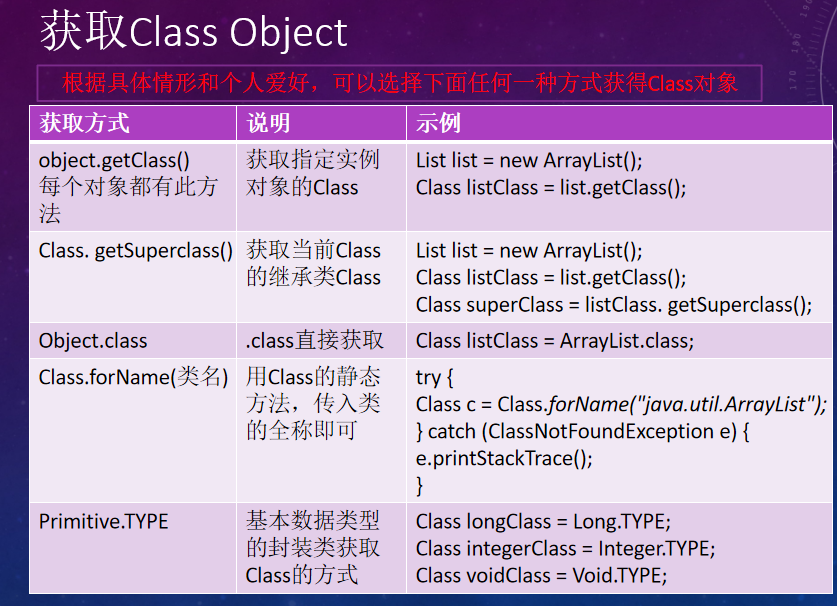 获取Class Object
根据具体情形和个人爱好，可以选择下面任何一种方式获得Class对象
获取方式
说明
示例
object.getClass()
每个对象都有此方
法
获取指定实例
对象的Class
List list = new ArrayList();
Class listClass = list.getClass();
Class. getSuperclass()
获取当前Class
的继承类Class
List list = new ArrayList();
Class listClass = list.getClass();
Class superClass = listClass. getSuperclass();
Object.class
.class直接获取
Class listClass = ArrayList.class;
Class.forName(类名)
用Class的静态
方法，传入类
的全称即可
try {
Class c = Class.forName("java.util.ArrayList");
} catch (ClassNotFoundException e) {
e.printStackTrace();
}
Primitive.TYPE
基本数据类型
的封装类获取
Class的方式
Class longClass = Long.TYPE;
Class integerClass = Integer.TYPE;
Class voidClass = Void.TYPE;
190
180
170